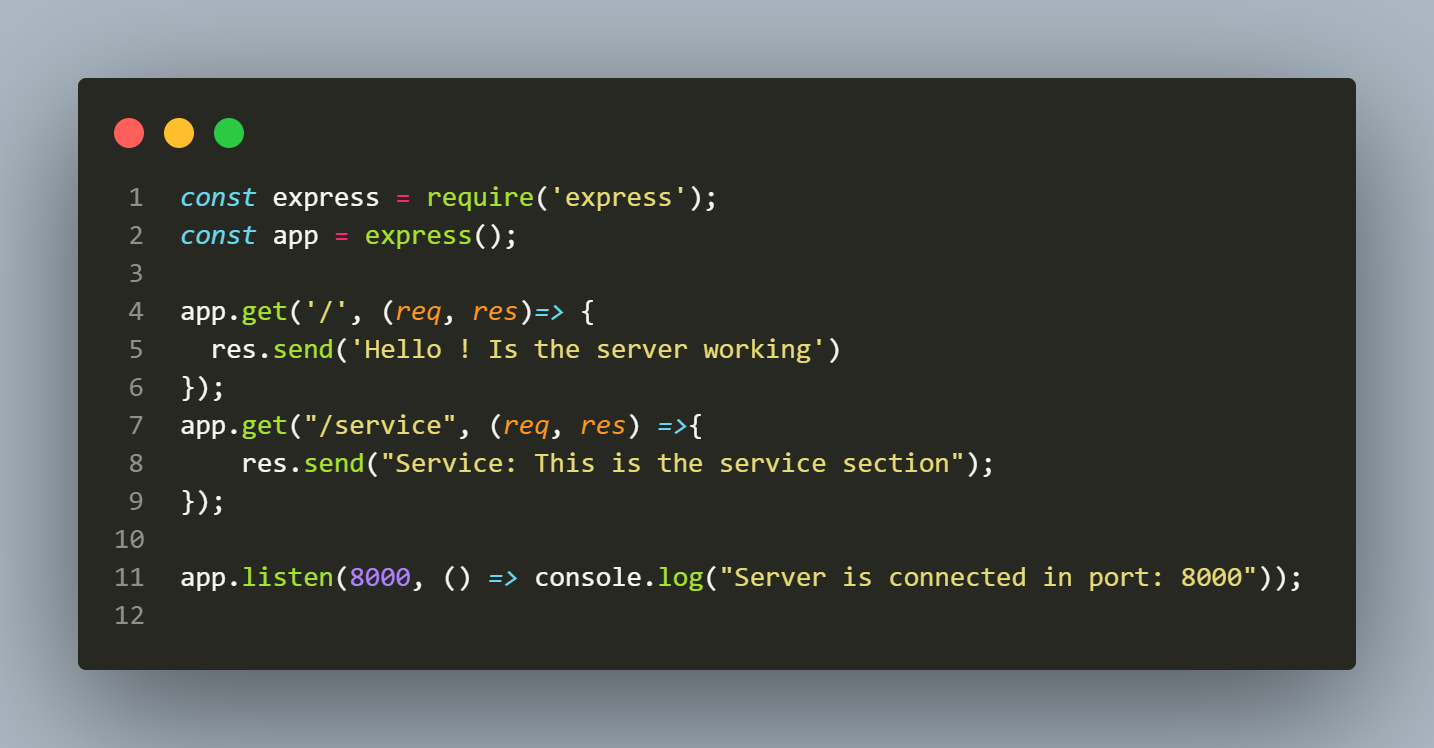 1 const express = require('express');
2 const app = express();
3
4 app.get('/', (req, res)=> {
5   res.send('Hello ! Is the server working')
6 });
7 app.get("/service", (req, res) =>{
8     res.send("Service: This is the service section");
9 });
10
11 app.listen(8000, () => console.log("Server is connected in port: 8000"));
12